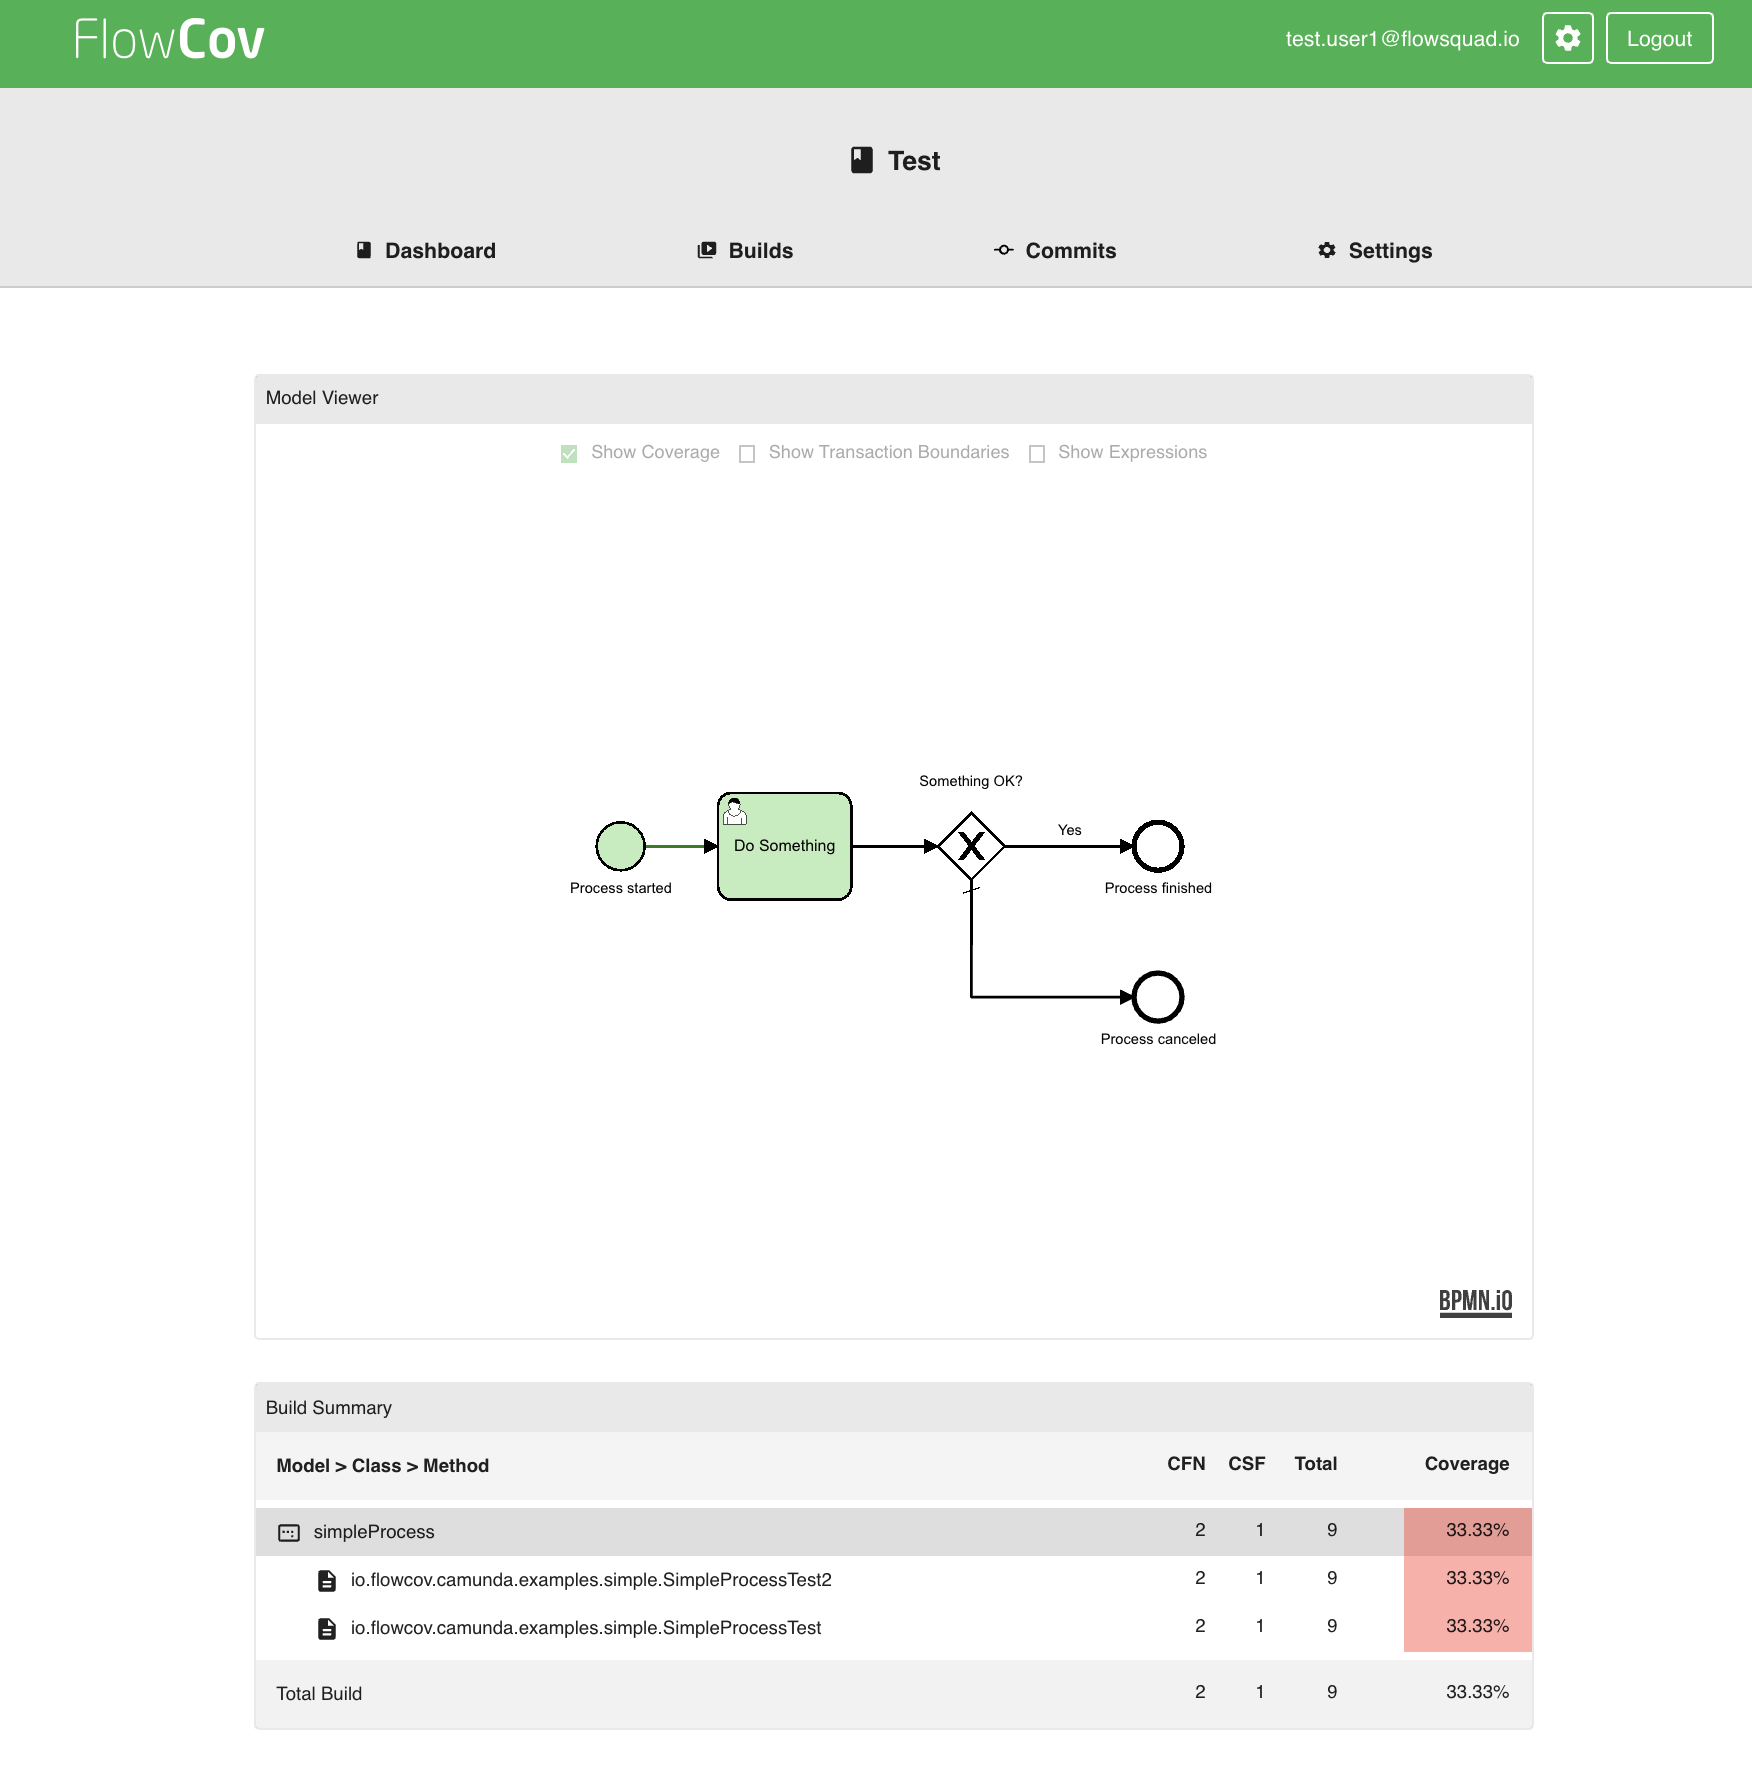 FlowCov
test.user1@flowsquad.io
Logout
Test
Dashboard
Builds
Commits
Settings
Model Viewer
Show Coverage
Show Transaction Boundaries
Show Expressions
Something OK?
Yes
Do Something
Process started
Process finished
Process canceled
BPMN.iO
Build Summary
Model > Class > Method CFN CSF Total Coverage
simpleProcess 2 1 9 33.33%
io.flowcov.camunda.examples.simple.SimpleProcessTest2 2 1 9 33.33%
io.flowcov.camunda.examples.simple.SimpleProcessTest 2 1 9 33.33%
Total Build 2 1 9 33.33%